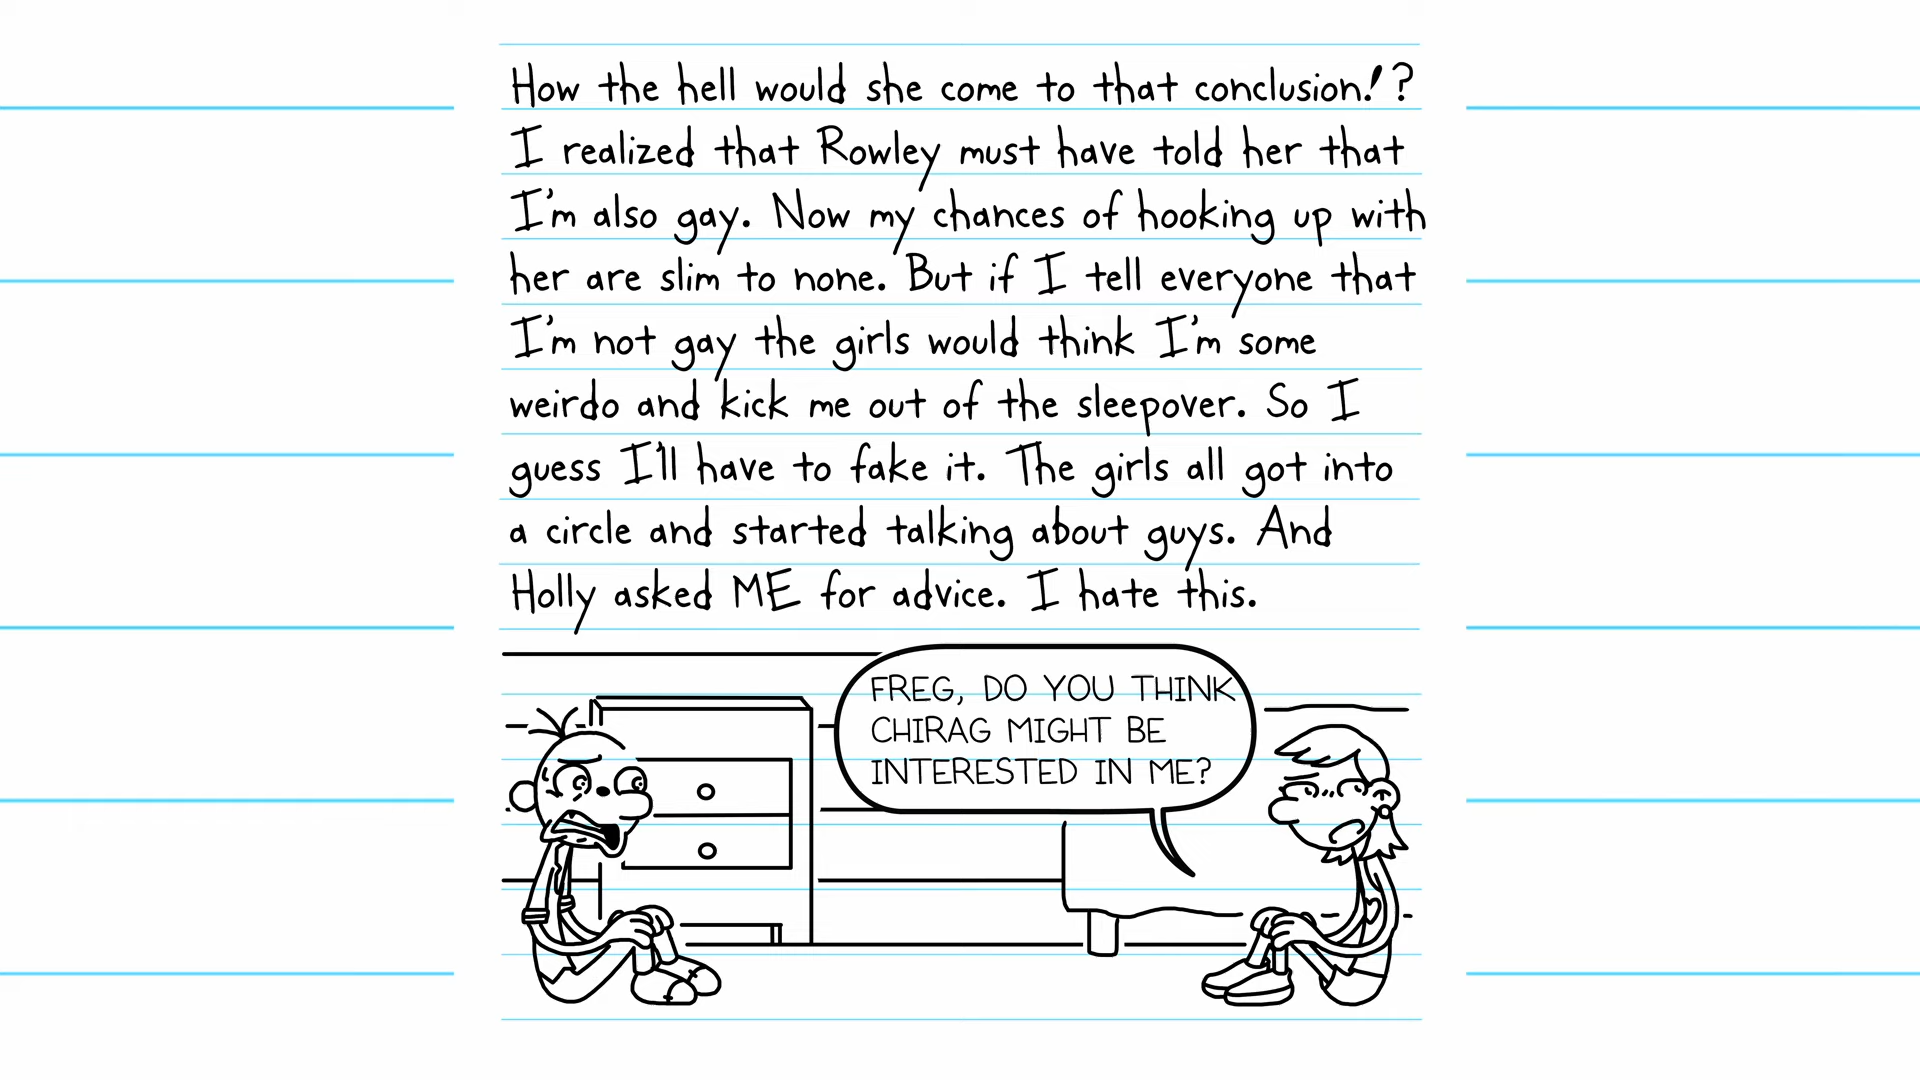 How the hell would she come to that conclusion!?
I realized that Rowley must have told her that
I'm also gay. Now my chances of hooking up with
her are slim to none. But if I tell everyone that
I'm not gay the girls would think I'm some
weirdo and kick me out of the sleepover. So I
guess I'll have to fake it. The girls all got into
a circle and started talking about guys. And
Holly asked ME for advice. I hate this.
FREG, DO YOU THINK
CHIRAG MIGHT BE
INTERESTED IN ME?